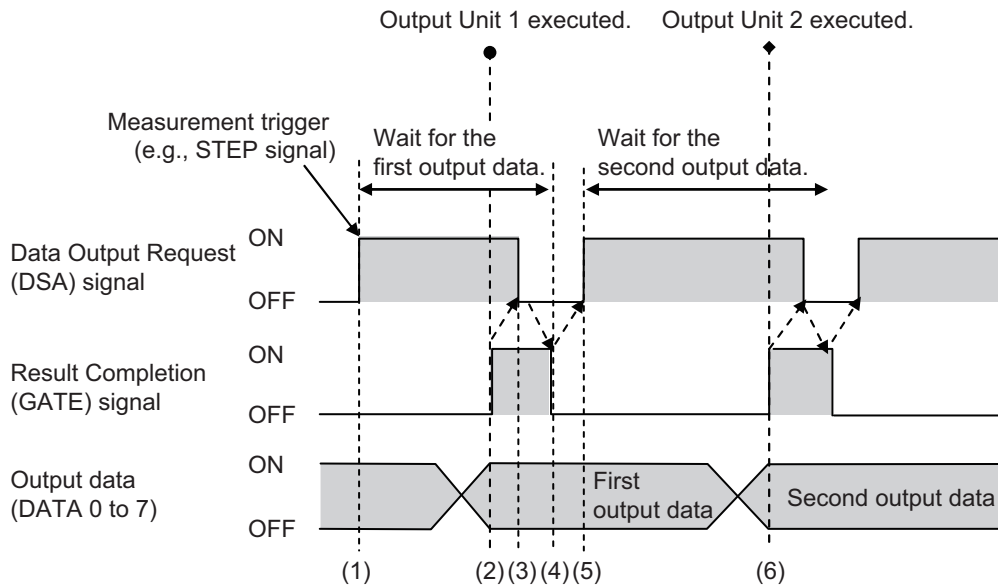 Output Unit 1 executed.
Output Unit 2 executed.
Measurement trigger
(e.g., STEP signal)
Wait for the
first output data.
Wait for the
second output data.
Data Output Request
(DSA) signal
ON
OFF
Result Completion
(GATE) signal
ON
OFF
Output data
(DATA 0 to 7)
ON
OFF
First
output data
Second output data
(1)
(2)
(3)
(4)
(5)
(6)